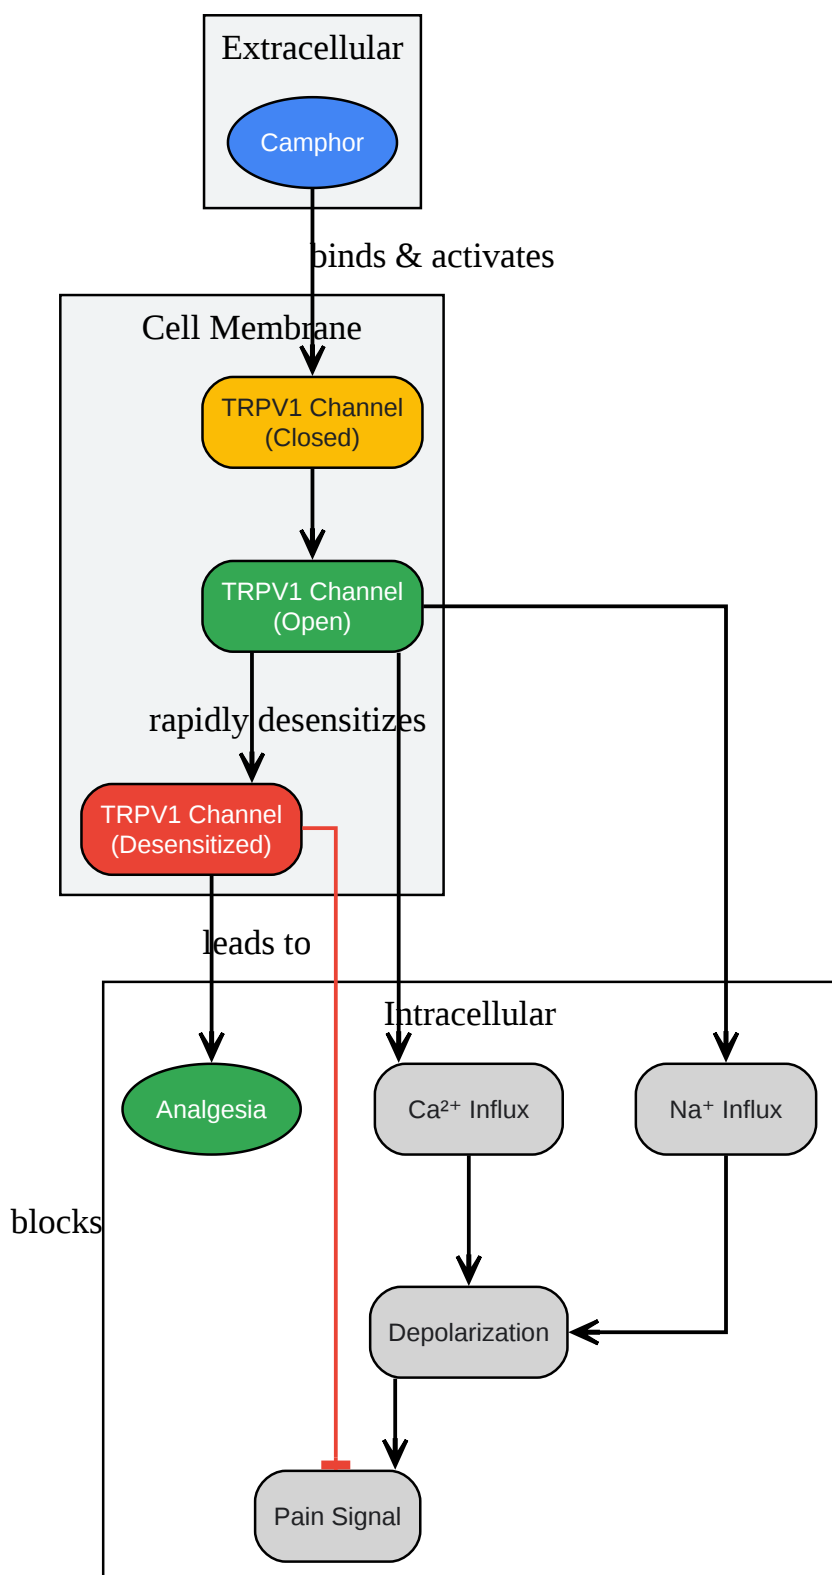 Extracellular
Camphor
binds & activates
Cell Membrane
TRPV1 Channel
(Closed)
TRPV1 Channel
(Open)
rapidly desensitizes
TRPV1 Channel
(Desensitized)
leads to
Intracellular
Analgesia
Ca²⁺ Influx
Na⁺ Influx
blocks
Depolarization
Pain Signal